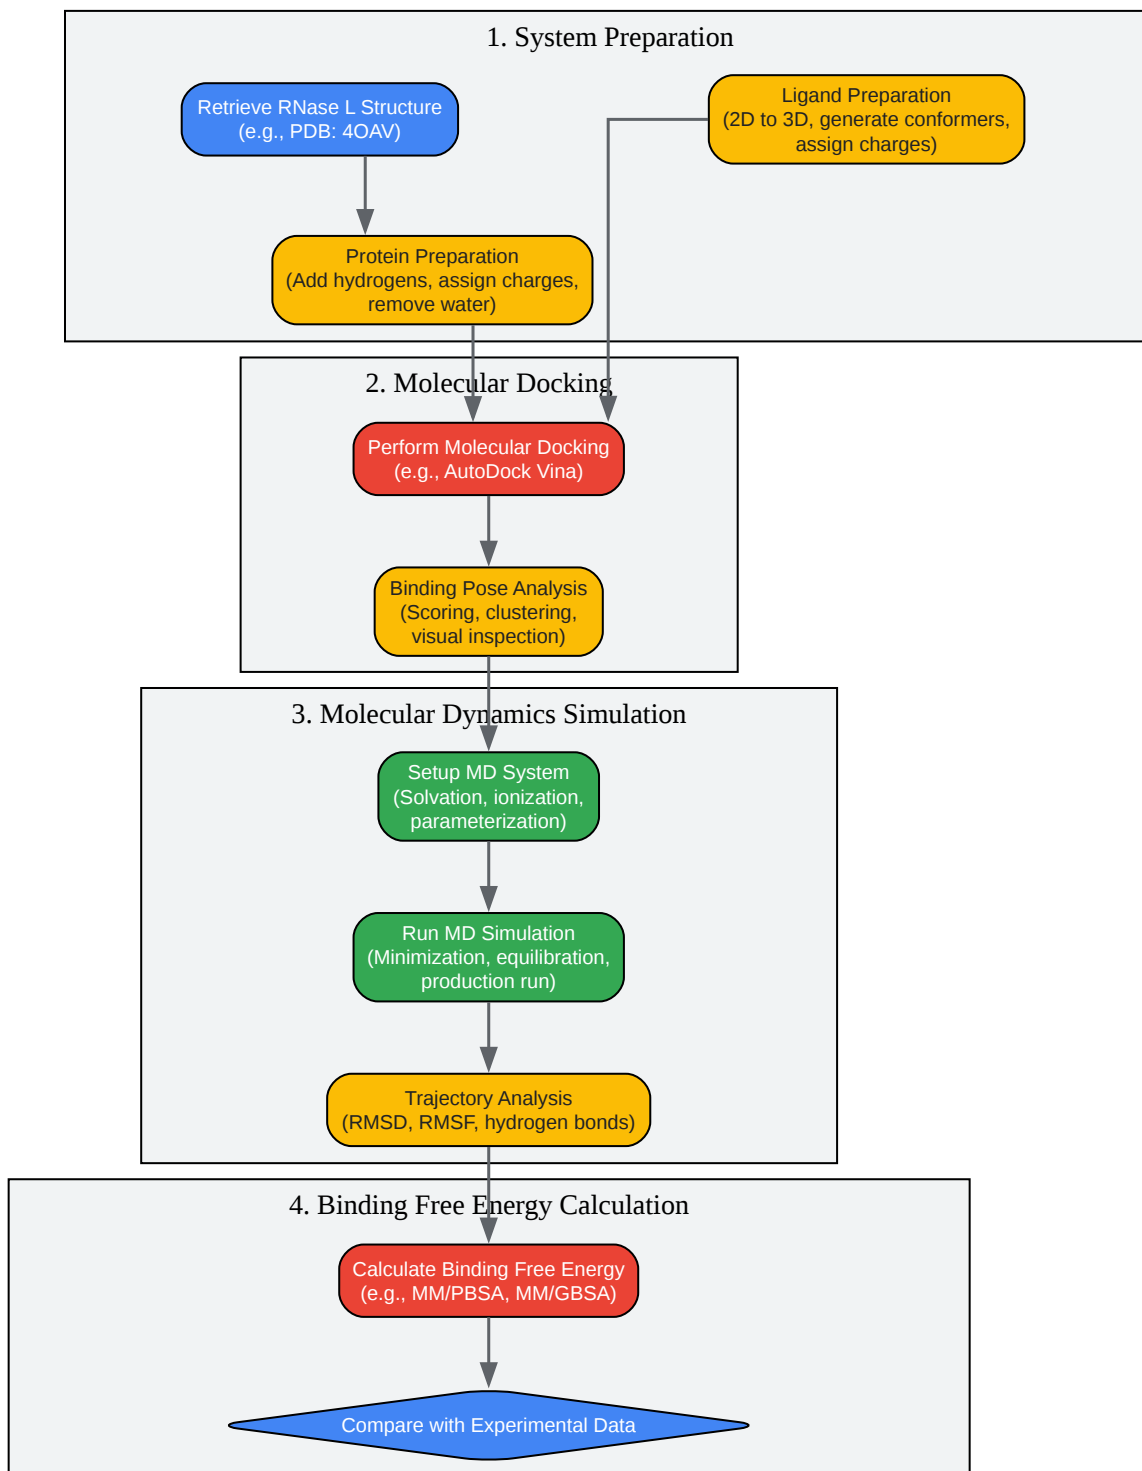 1. System Preparation
Retrieve RNase L Structure
(e.g., PDB: 4OAV)
Ligand Preparation
(2D to 3D, generate conformers,
assign charges)
Protein Preparation
(Add hydrogens, assign charges,
remove water)
2. Molecular Docking
Perform Molecular Docking
(e.g., AutoDock Vina)
Binding Pose Analysis
(Scoring, clustering,
visual inspection)
3. Molecular Dynamics Simulation
Setup MD System
(Solvation, ionization,
parameterization)
Run MD Simulation
(Minimization, equilibration,
production run)
Trajectory Analysis
(RMSD, RMSF, hydrogen bonds)
4. Binding Free Energy Calculation
Calculate Binding Free Energy
(e.g., MM/PBSA, MM/GBSA)
Compare with Experimental Data